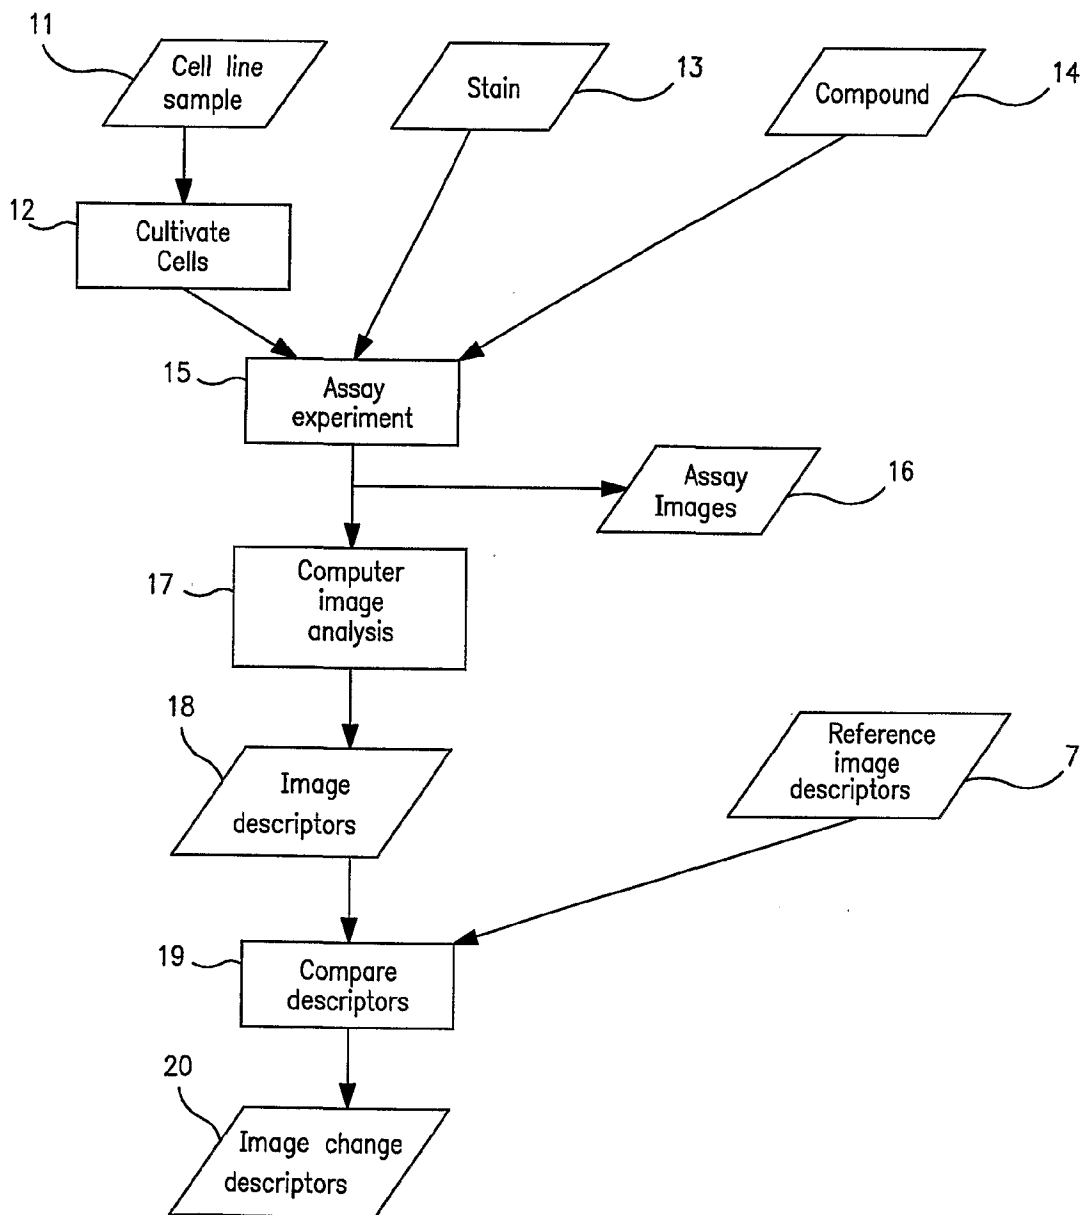 11
Cell line
sample
Stain
13
Compound
14
12
Cultivate
Cells
15
Assay
experiment
Assay
Images
16
17
Computer
image
analysis
18
Image
descriptors
Reference
image
descriptors
7
19
Compare
descriptors
20
Image change
descriptors